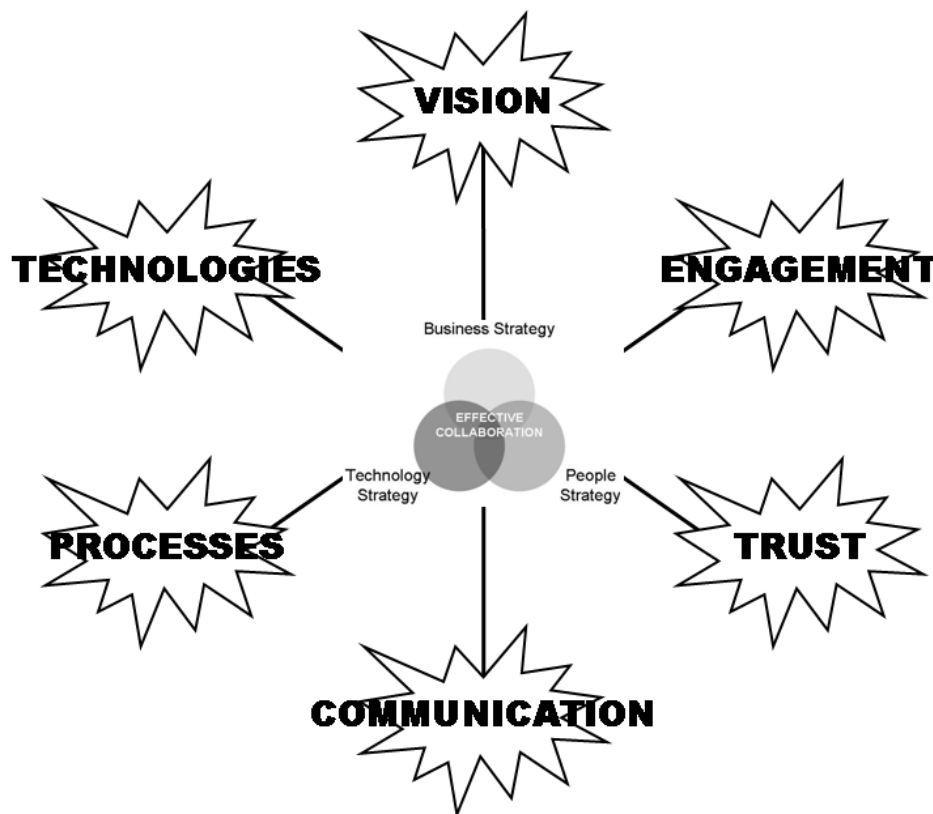 VISION
TECHNOLOGIES
ENGAGEMENT
Business Strategy
EFFECTIVE
COLLABORATION
Technology
Strategy
People
Strategy
PROCESSES
TRUST
COMMUNICATION